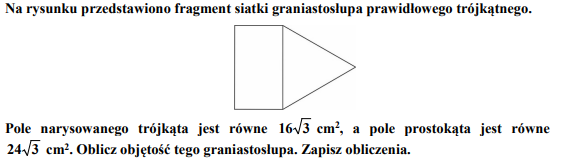 Na rysunku przedstawiono fragment siatki graniastosłupa prawidłowego trójkątnego.
Pole narysowanego trójkąta jest równe 16√3 cm², a pole prostokąta jest równe
24√3 cm². Oblicz objętość tego graniastosłupa. Zapisz obliczenia.